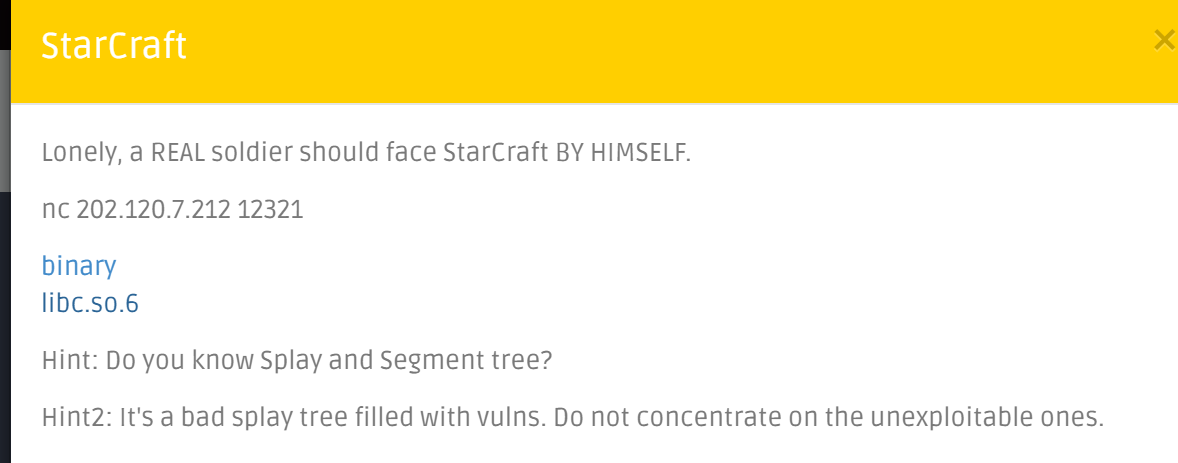 StarCraft ×
Lonely, a REAL soldier should face StarCraft BY HIMSELF.
nc 202.120.7.212 12321
binary
libc.so.6
Hint: Do you know Splay and Segment tree?
Hint2: It's a bad splay tree filled with vulns. Do not concentrate on the unexploitable ones.